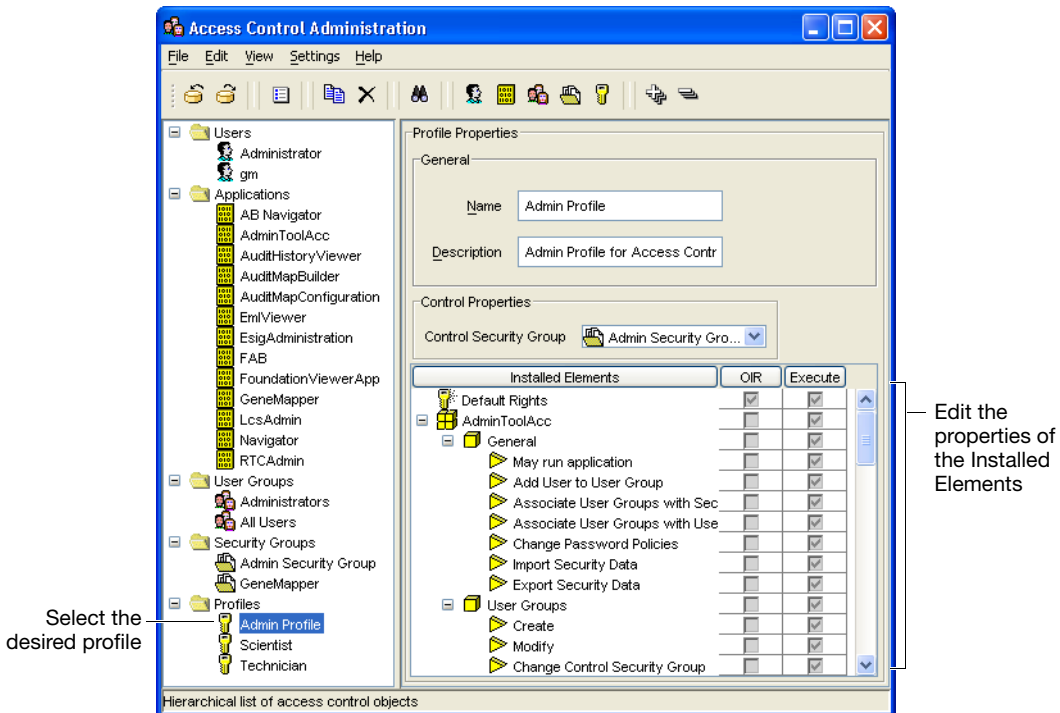 Access Control Administration
File Edit View Settings Help
Users
Administrator
gm
Applications
AB Navigator
AdminToolAcc
AuditHistoryViewer
AuditMapBuilder
AuditMapConfiguration
EmlViewer
EsigAdministration
FAB
FoundationViewerApp
GeneMapper
LcsAdmin
Navigator
RTCAdmin
User Groups
Administrators
All Users
Security Groups
Admin Security Group
GeneMapper
Profiles
Admin Profile
Scientist
Technician
Select the
desired profile
Profile Properties
General
Name Admin Profile
Description Admin Profile for Access Contr
Control Properties
Control Security Group Admin Security Gro...
Installed Elements OIR Execute
Default Rights
AdminToolAcc
General
May run application
Add User to User Group
Associate User Groups with Sec
Associate User Groups with Use
Change Password Policies
Import Security Data
Export Security Data
User Groups
Create
Modify
Change Control Security Group
Edit the
properties of
the Installed
Elements
Hierarchical list of access control objects